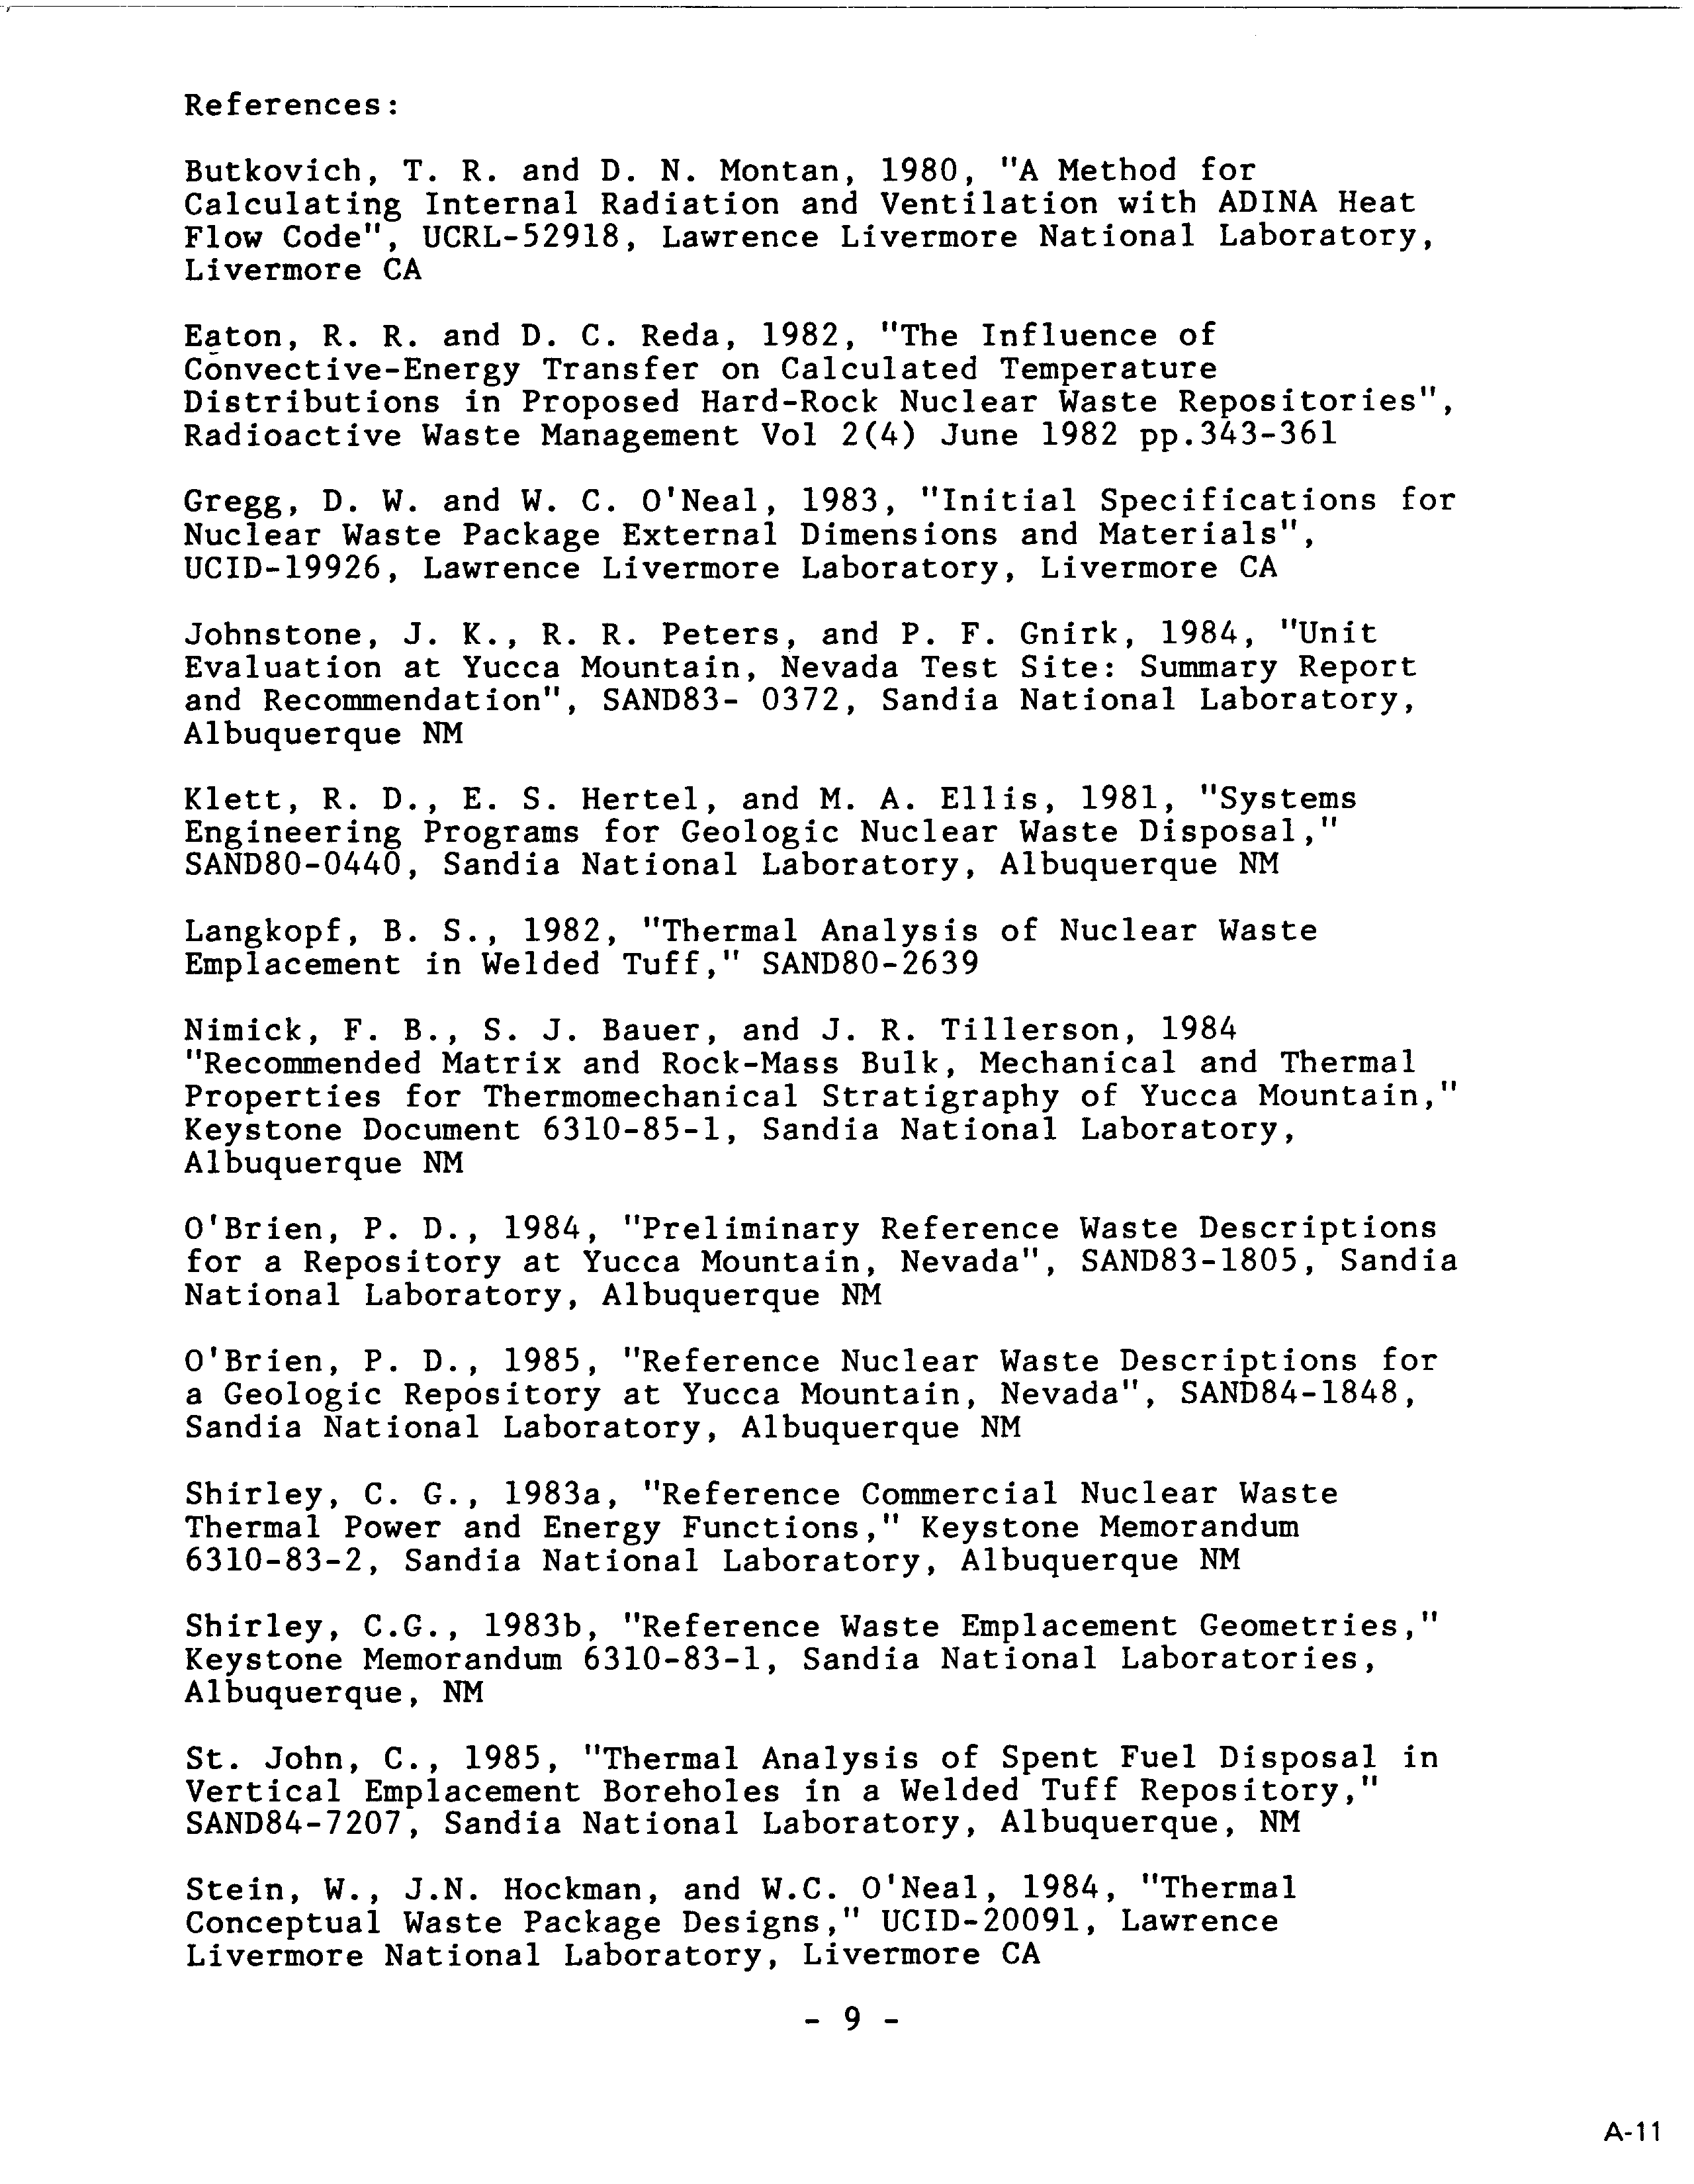 References:
Butkovich, T. R. and D. N. Montan, 1980, "A Method for
Calculating Internal Radiation and Ventilation with ADINA Heat
Flow Code", UCRL-52918, Lawrence Livermore National Laboratory,
Livermore CA
Eaton, R. R. and D. C. Reda, 1982, "The Influence of
Convective-Energy Transfer on Calculated Temperature
Distributions in Proposed Hard-Rock Nuclear Waste Repositories",
Radioactive Waste Management Vol 2(4) June 1982 pp.343-361
Gregg, D. W. and W. C. O'Neal, 1983, "Initial Specifications for
Nuclear Waste Package External Dimensions and Materials",
UCID-19926, Lawrence Livermore Laboratory, Livermore CA
Johnstone, J. K., R. R. Peters, and P. F. Gnirk, 1984, "Unit
Evaluation at Yucca Mountain, Nevada Test Site: Summary Report
and Recommendation", SAND83- 0372, Sandia National Laboratory,
Albuquerque NM
Klett, R. D., E. S. Hertel, and M. A. Ellis, 1981, "Systems
Engineering Programs for Geologic Nuclear Waste Disposal,"
SAND80-0440, Sandia National Laboratory, Albuquerque NM
Langkopf, B. S., 1982, "Thermal Analysis of Nuclear Waste
Emplacement in Welded Tuff," SAND80-2639
Nimick, F. B., S. J. Bauer, and J. R. Tillerson, 1984
"Recommended Matrix and Rock-Mass Bulk, Mechanical and Thermal
Properties for Thermomechanical Stratigraphy of Yucca Mountain,"
Keystone Document 6310-85-1, Sandia National Laboratory,
Albuquerque NM
O'Brien, P. D., 1984, "Preliminary Reference Waste Descriptions
for a Repository at Yucca Mountain, Nevada", SAND83-1805, Sandia
National Laboratory, Albuquerque NM
O'Brien, P. D., 1985, "Reference Nuclear Waste Descriptions for
a Geologic Repository at Yucca Mountain, Nevada", SAND84-1848,
Sandia National Laboratory, Albuquerque NM
Shirley, C. G., 1983a, "Reference Commercial Nuclear Waste
Thermal Power and Energy Functions," Keystone Memorandum
6310-83-2, Sandia National Laboratory, Albuquerque NM
Shirley, C.G., 1983b, "Reference Waste Emplacement Geometries,"
Keystone Memorandum 6310-83-1, Sandia National Laboratories,
Albuquerque, NM
St. John, C., 1985, "Thermal Analysis of Spent Fuel Disposal in
Vertical Emplacement Boreholes in a Welded Tuff Repository,"
SAND84-7207, Sandia National Laboratory, Albuquerque, NM
Stein, W., J.N. Hockman, and W.C. O'Neal, 1984, "Thermal
Conceptual Waste Package Designs," UCID-20091, Lawrence
Livermore National Laboratory, Livermore CA
- 9 -
A-11